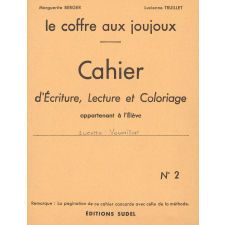 Marguerite BERGER Lucienne TRUILLET
le coffre aux joujoux
Cahier
d'Écriture, Lecture et Coloriage
appartenant à l'Élève
N° 2
Remarque : La pagination de ce cahier concorde avec celle de la méthode.
ÉDITIONS SUDEL